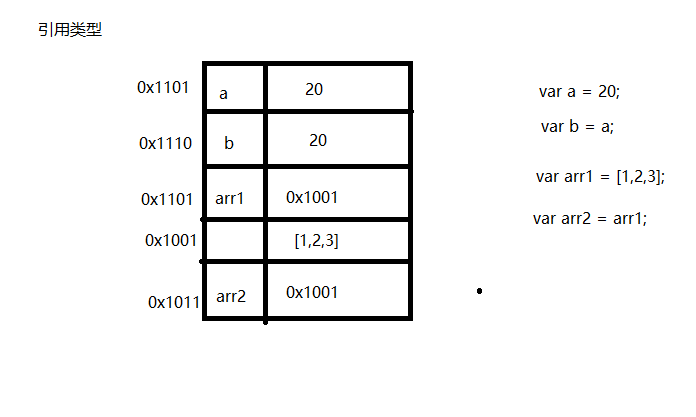 引用类型
0x1101 a 20
var a = 20;
0x1110 b 20
var b = a;
0x1101 arr1 0x1001
var arr1 = [1,2,3];
0x1001 [1,2,3]
var arr2 = arr1;
0x1011 arr2 0x1001